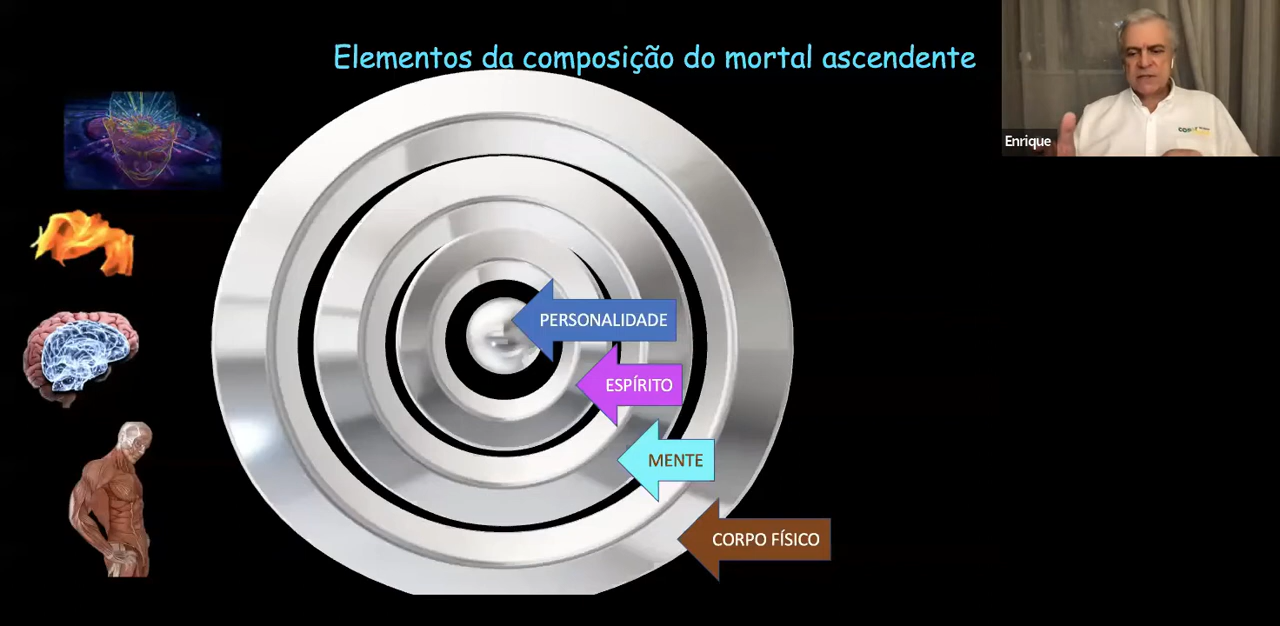 Elementos da composição do mortal ascendente
Enrique
PERSONALIDADE
ESPÍRITO
MENTE
CORPO FÍSICO